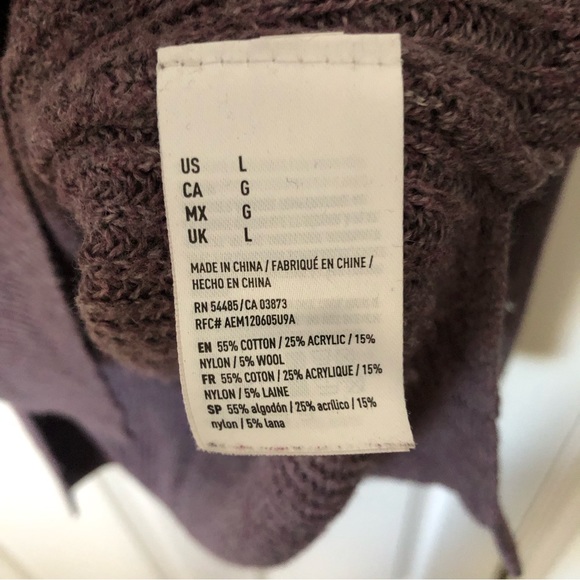 US L
CA G
MX G
UK L
MADE IN CHINA / FABRIQUÉ EN CHINE /
HECHO EN CHINA
RN 54485/CA 03873
RFC# AEM120605U9A
EN 55% COTTON / 25% ACRYLIC / 15%
NYLON / 5% WOOL
FR 55% COTON / 25% ACRYLIQUE / 15%
NYLON / 5% LAINE
SP 55% algodón / 25% acrílico / 15%
nylon / 5% lana